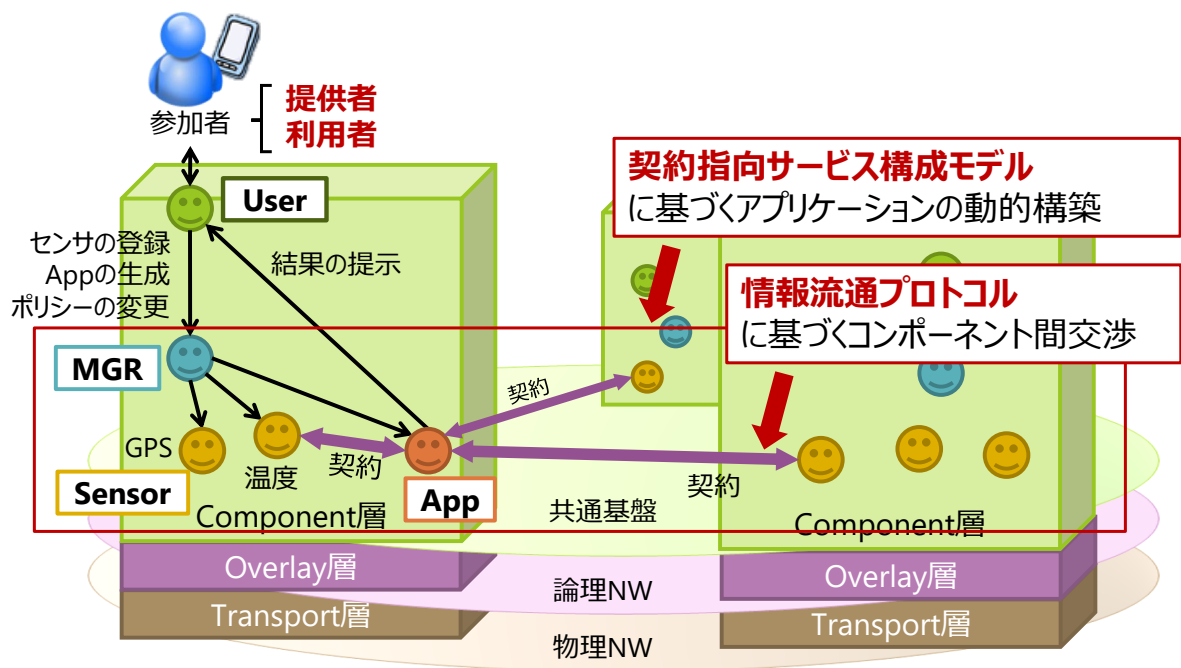 参加者
提供者
利用者
契約指向サービス構成モデル
に基づくアプリケーションの動的構築
User
センサの登録
Appの生成
ポリシーの変更
結果の提示
情報流通プロトコル
に基づくコンポーネント間交渉
MGR
契約
GPS
温度
契約
契約
Sensor
App
Component層
共通基盤
Component層
Overlay層
論理NW
Overlay層
Transport層
物理NW
Transport層